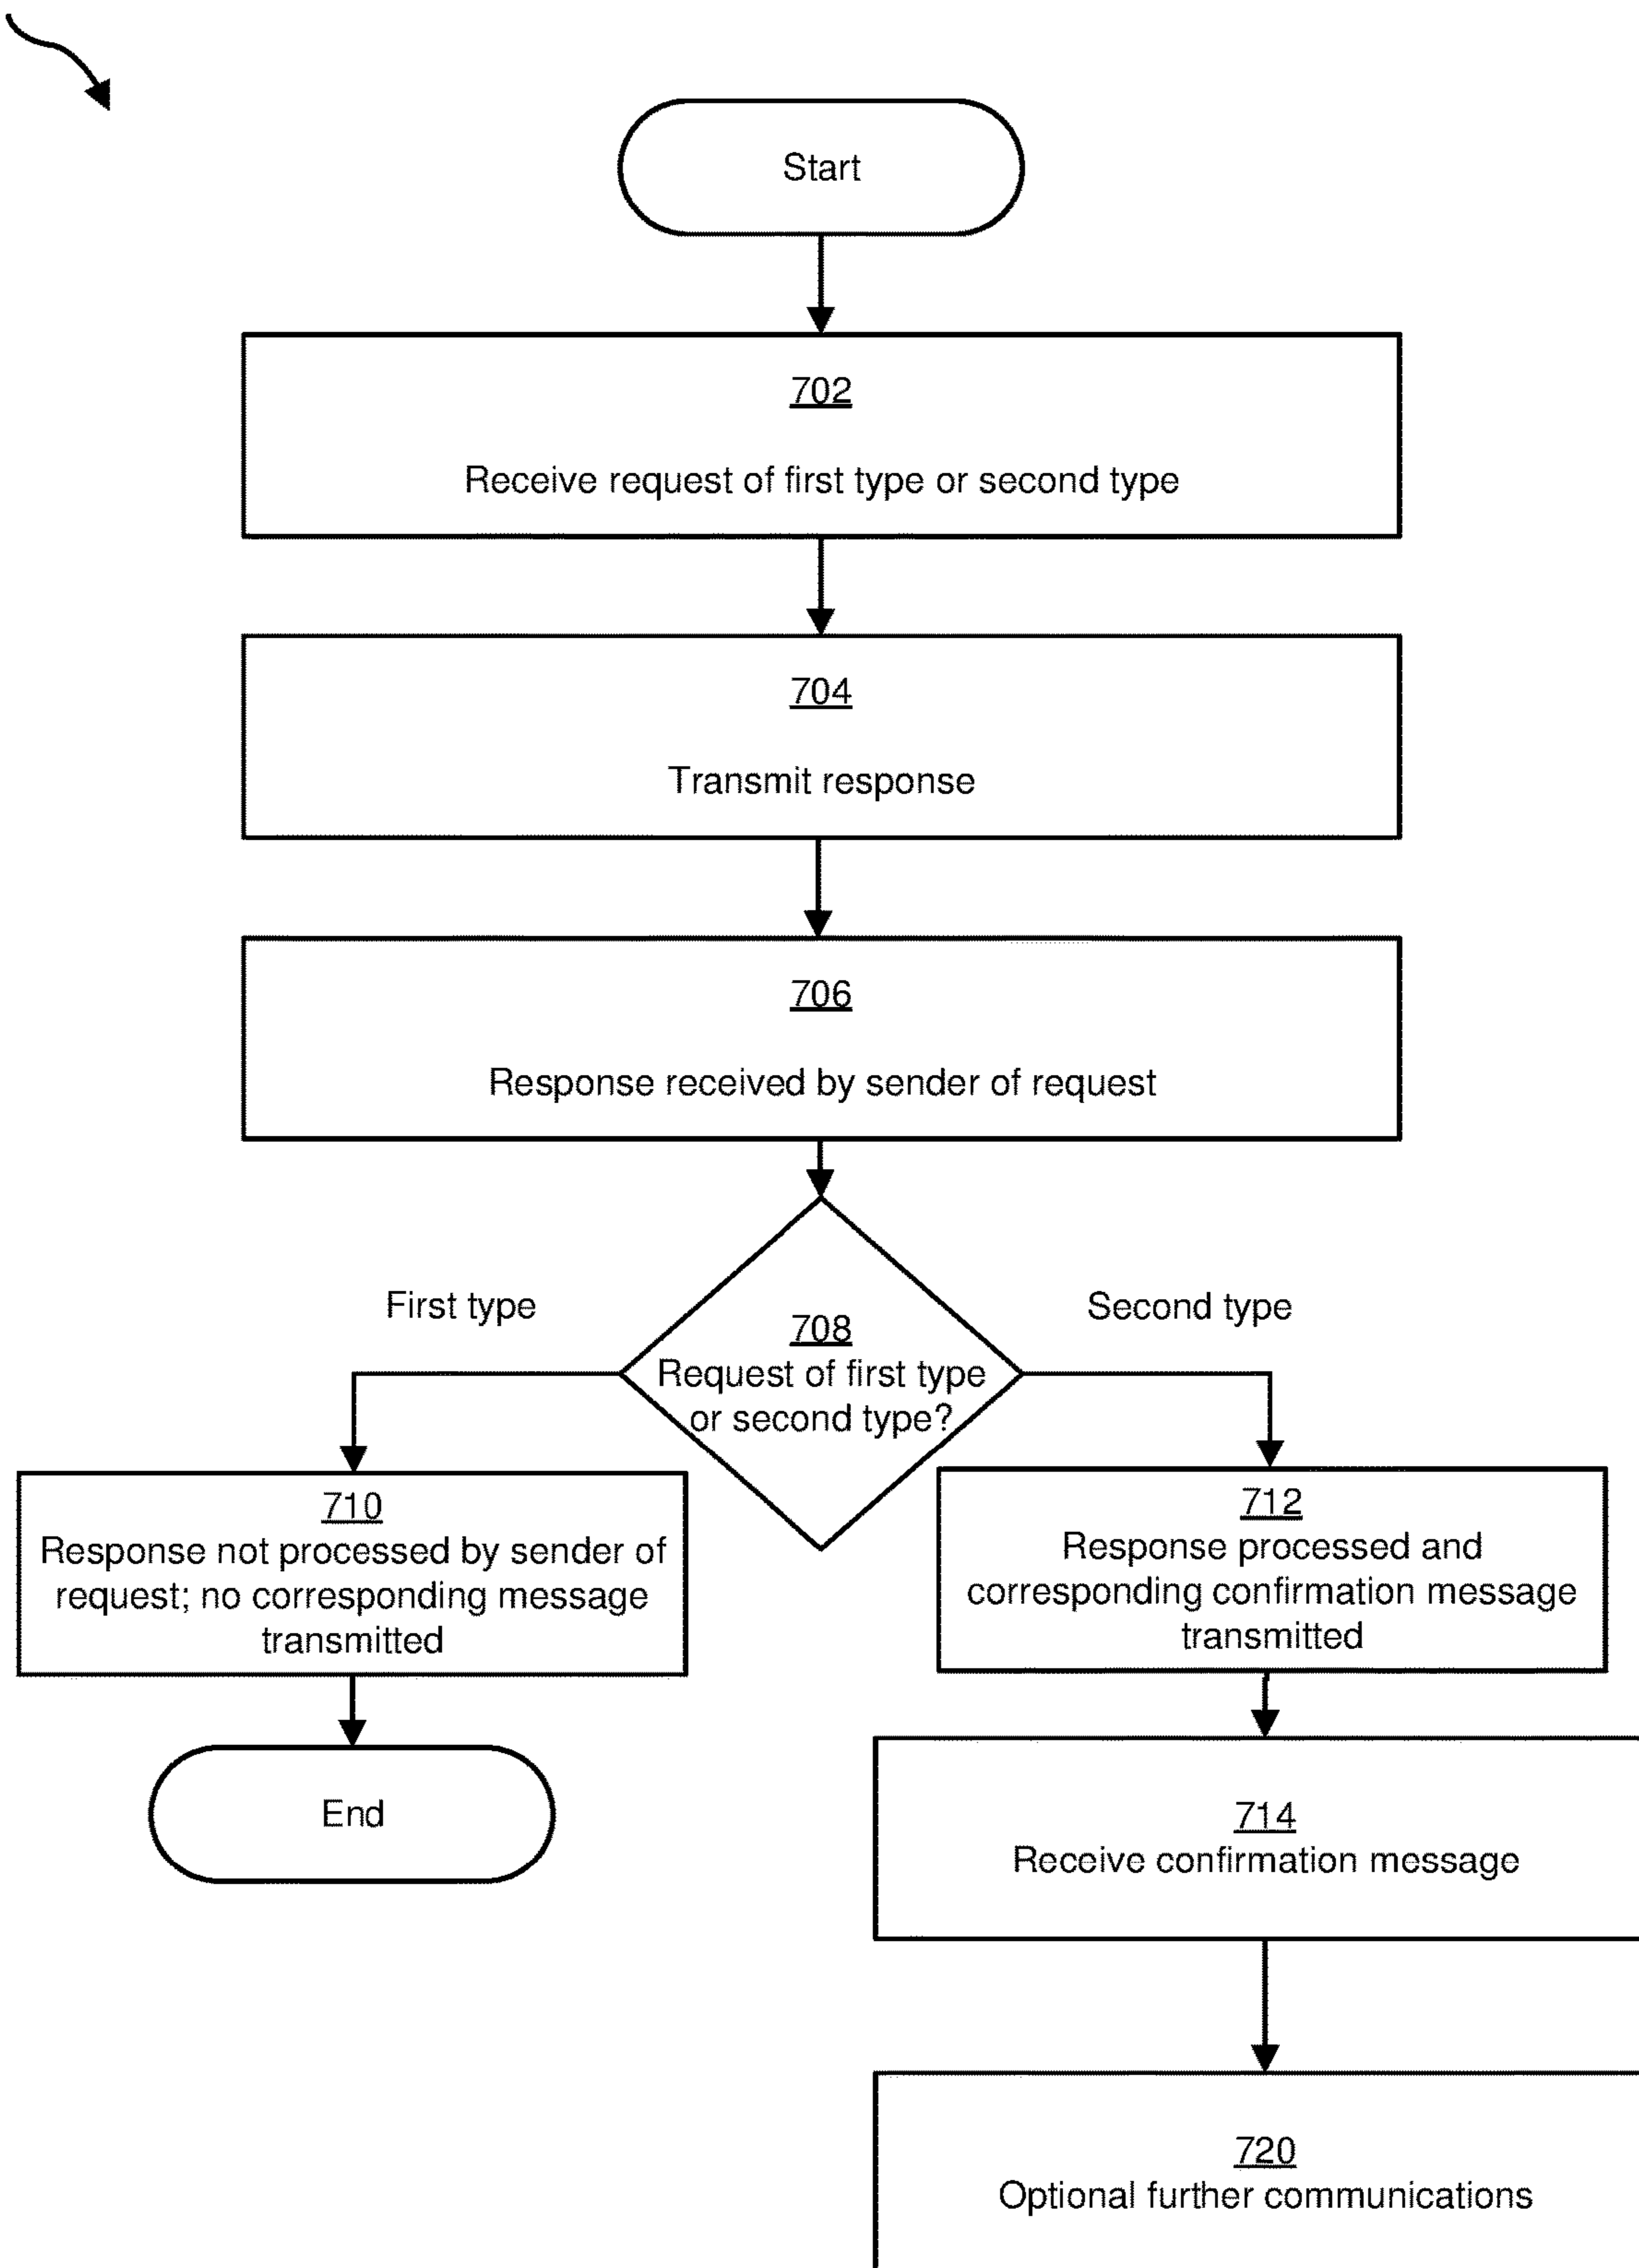 Start
702
Receive request of first type or second type
704
Transmit response
706
Response received by sender of request
First type
Second type
708
Request of first type
or second type?
710
Response not processed by sender of
request; no corresponding message
transmitted
712
Response processed and
corresponding confirmation message
transmitted
End
714
Receive confirmation message
720
Optional further communications